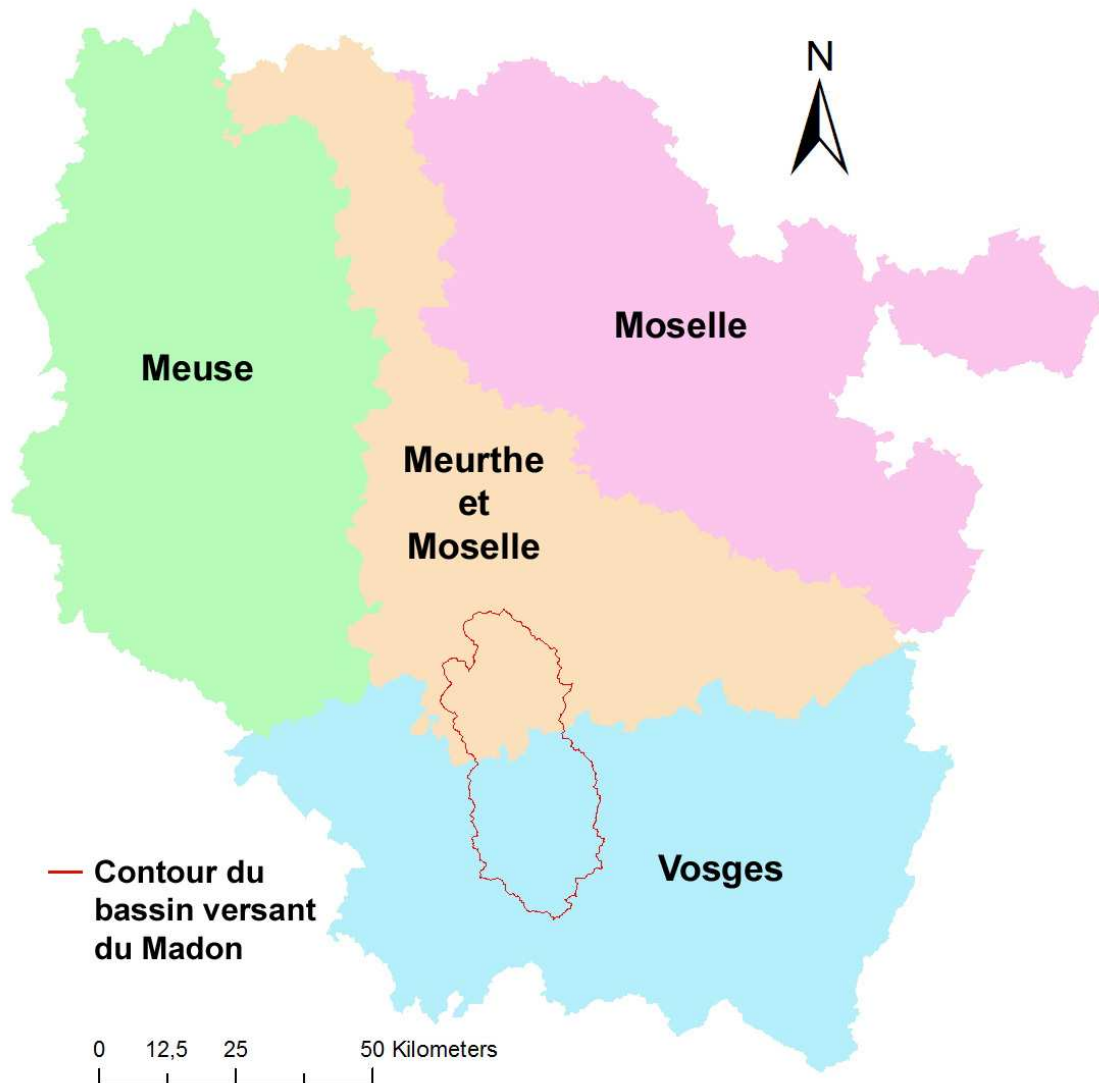 N
Moselle
Meuse
Meurthe
et
Moselle
Vosges
Contour du
bassin versant
du Madon
0 12,5 25 50 Kilometers